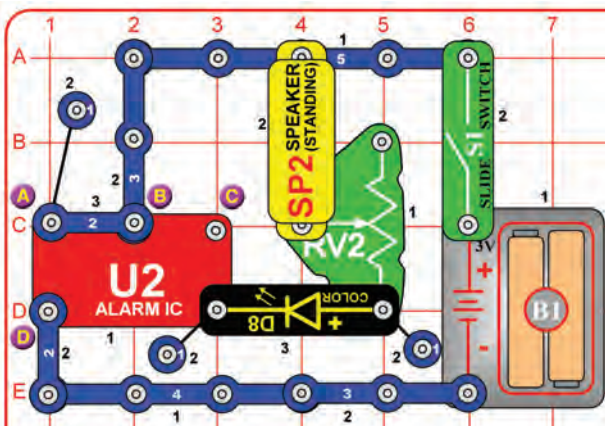 1 2 3 4 5 6 7
A
B
C
D
E
2
1
1
5
2
SPEAKER
(STANDING)
SP2
SLIDE SWITCH
S1
2
2
3
3
2
A
B
C
1
RV2
1
3V
+
-
B1
U2
ALARM IC
D
2
2
1
COLOR
D8
+
3
1
2
2
1
4
1
3
2